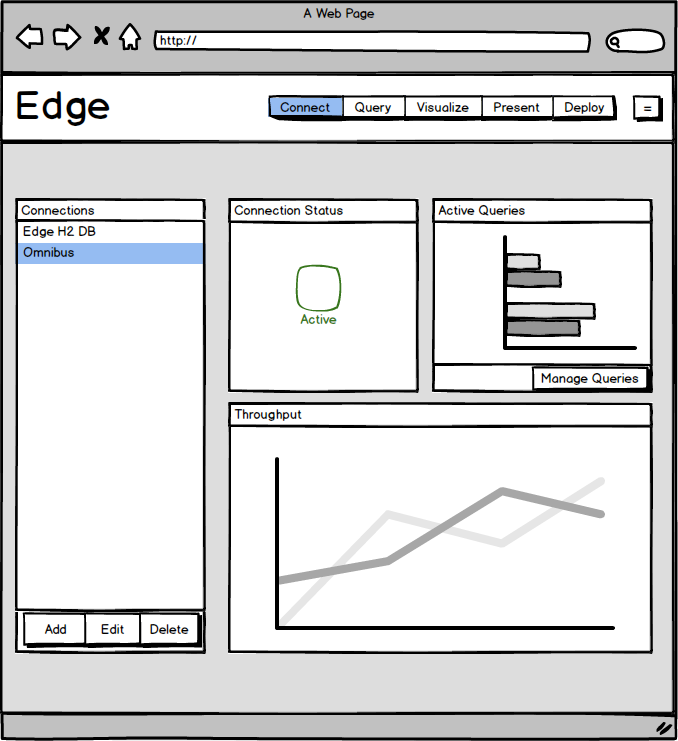 A Web Page
http://
Edge
Connect Query Visualize Present Deploy =
Connections
Edge H2 DB
Omnibus
Add Edit Delete
Connection Status
Active
Active Queries
Manage Queries
Throughput